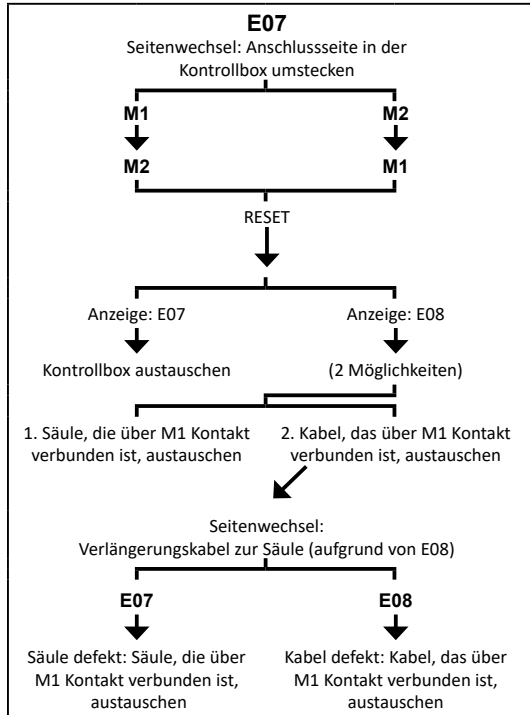 E07
Seitenwechsel: Anschlussseite in der
Kontrollbox umstecken
M1
M2
M2
M1
RESET
Anzeige: E07
Anzeige: E08
Kontrollbox austauschen
(2 Möglichkeiten)
1. Säule, die über M1 Kontakt
verbunden ist, austauschen
2. Kabel, das über M1 Kontakt
verbunden ist, austauschen
Seitenwechsel:
Verlängerungskabel zur Säule (aufgrund von E08)
E07
E08
Säule defekt: Säule, die über
M1 Kontakt verbunden ist,
austauschen
Kabel defekt: Kabel, das über
M1 Kontakt verbunden ist,
austauschen